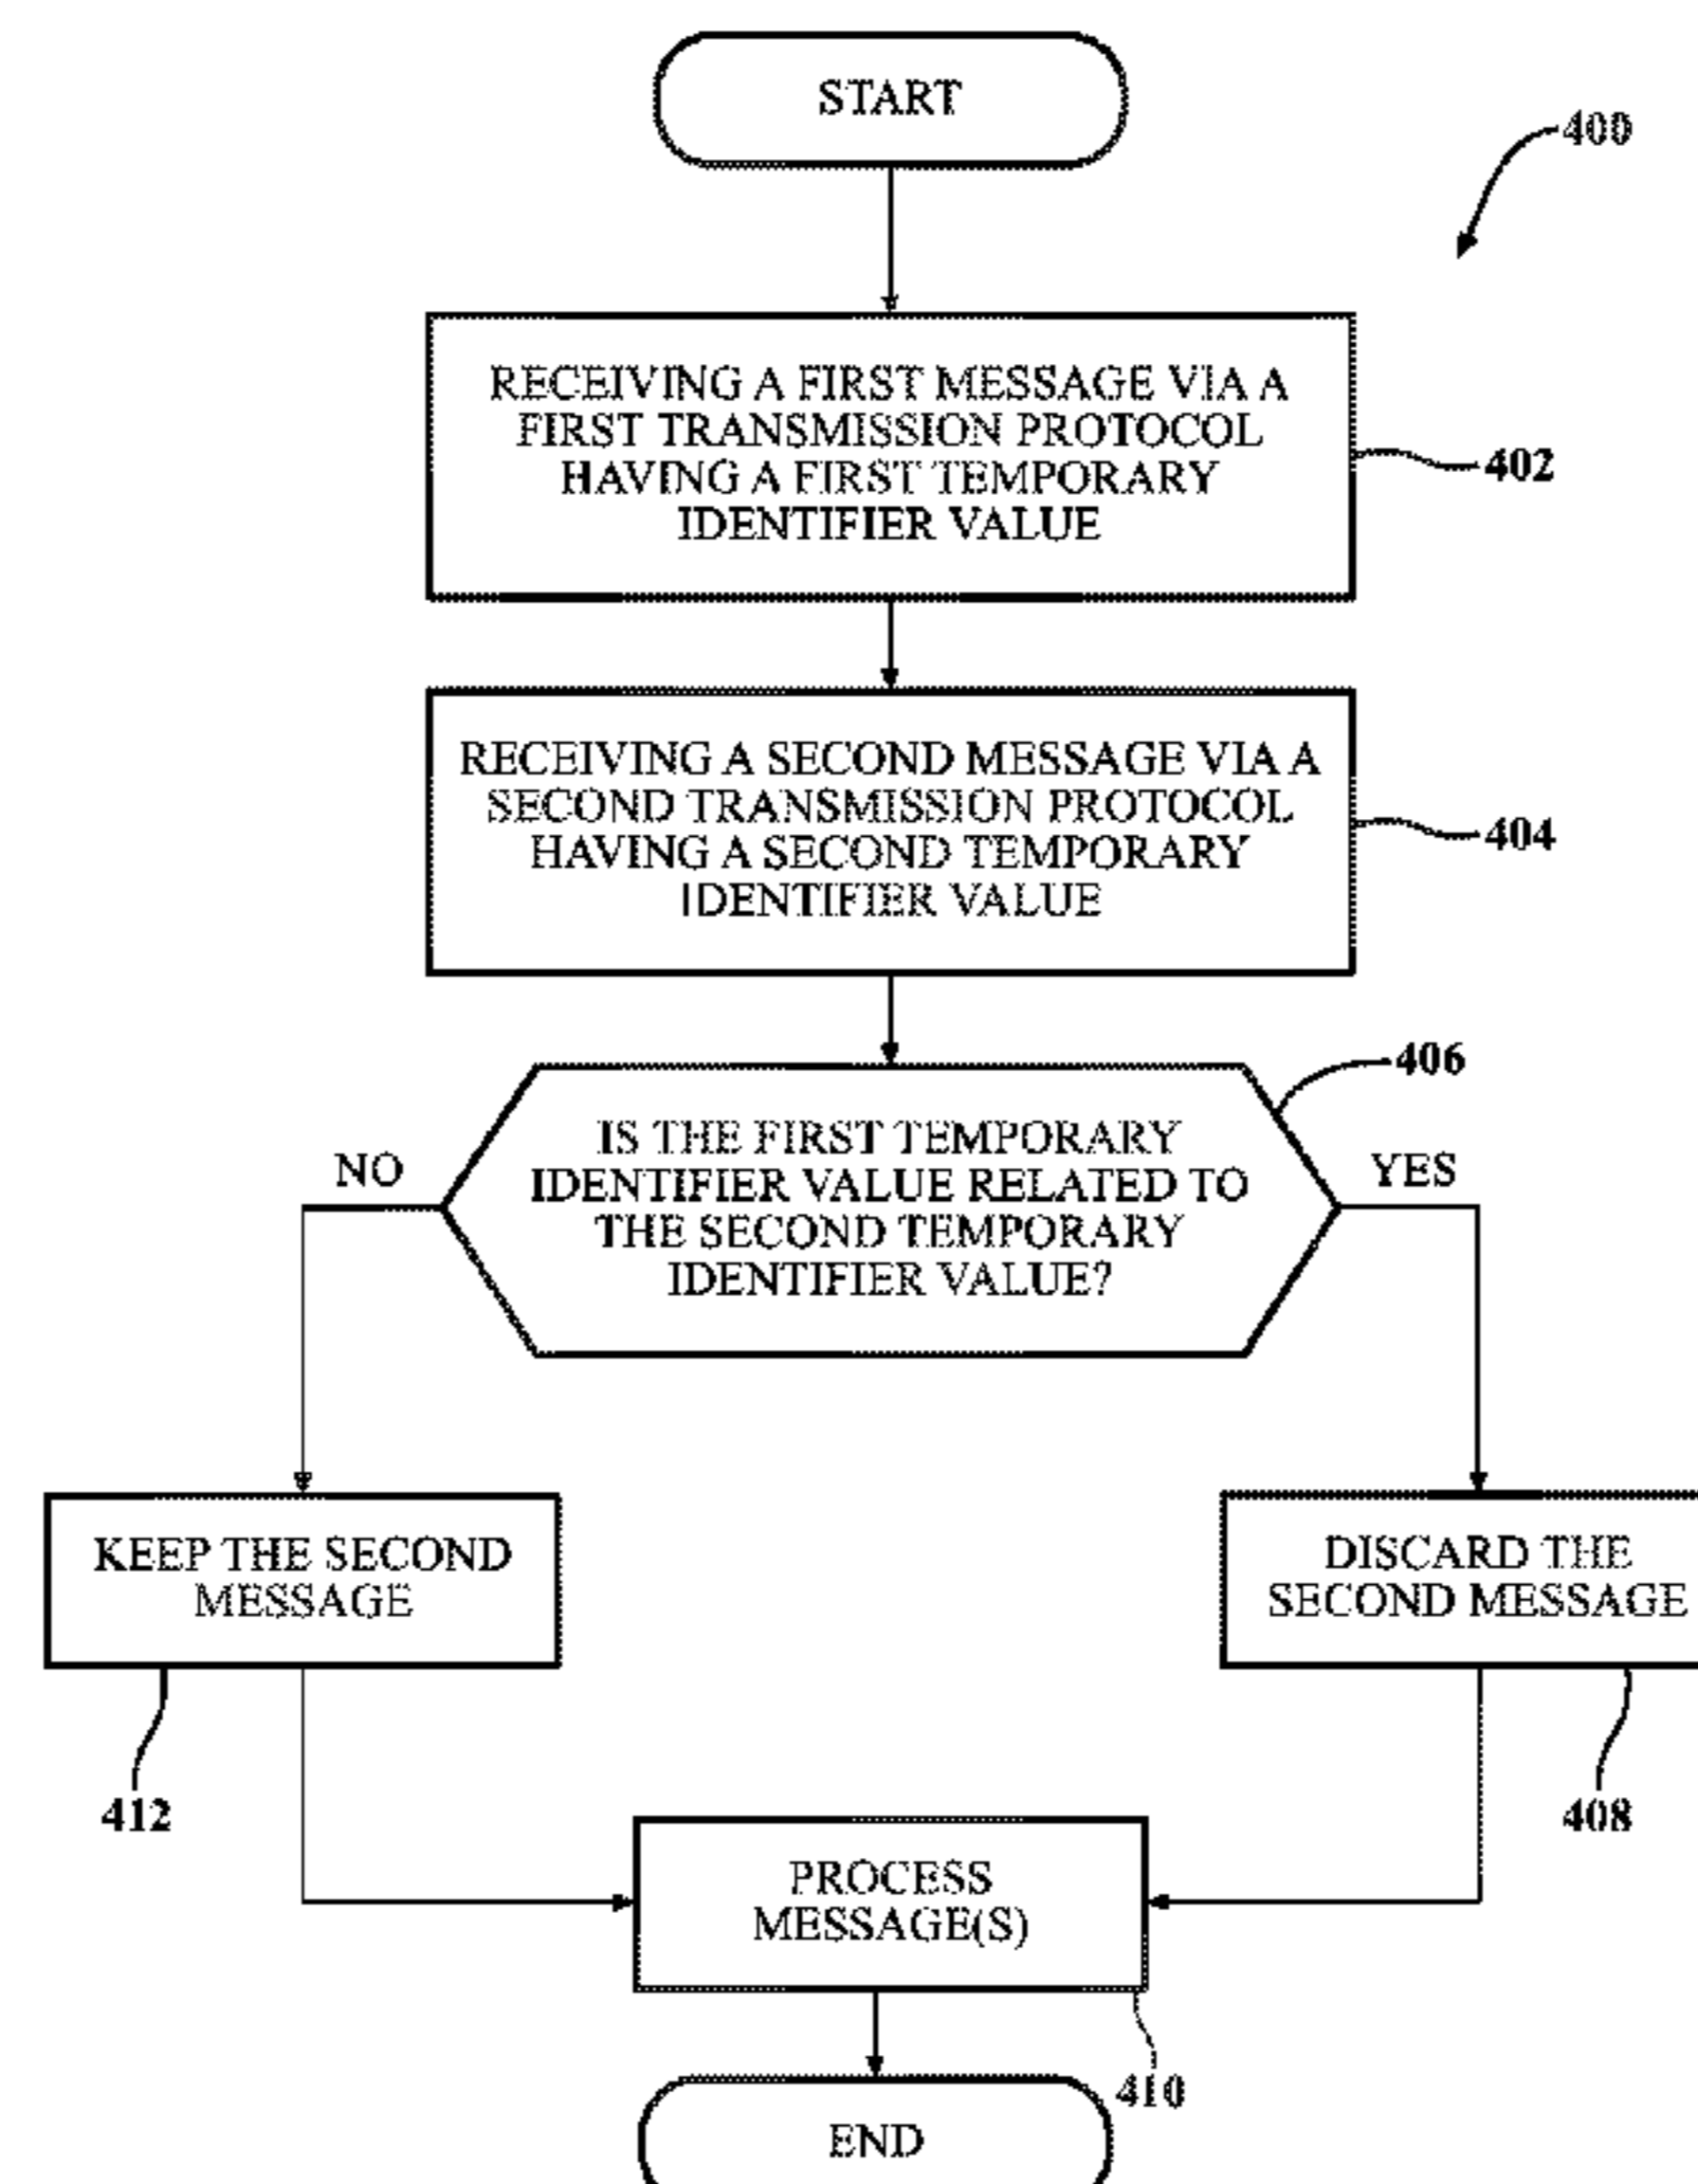 START
400
RECEIVING A FIRST MESSAGE VIA A
FIRST TRANSMISSION PROTOCOL
HAVING A FIRST TEMPORARY
IDENTIFIER VALUE
402
RECEIVING A SECOND MESSAGE VIA A
SECOND TRANSMISSION PROTOCOL
HAVING A SECOND TEMPORARY
IDENTIFIER VALUE
404
406
IS THE FIRST TEMPORARY
IDENTIFIER VALUE RELATED TO
THE SECOND TEMPORARY
IDENTIFIER VALUE?
NO
YES
KEEP THE SECOND
MESSAGE
412
DISCARD THE
SECOND MESSAGE
408
PROCESS
MESSAGE(S)
410
END